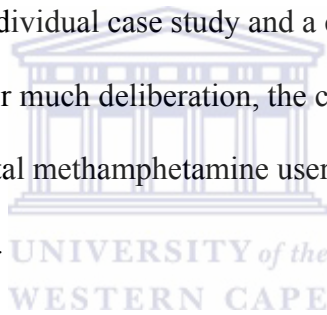 dividual case study and a
r much deliberation, the c
tal methamphetamine user
UNIVERSITY of the
WESTERN CAPE